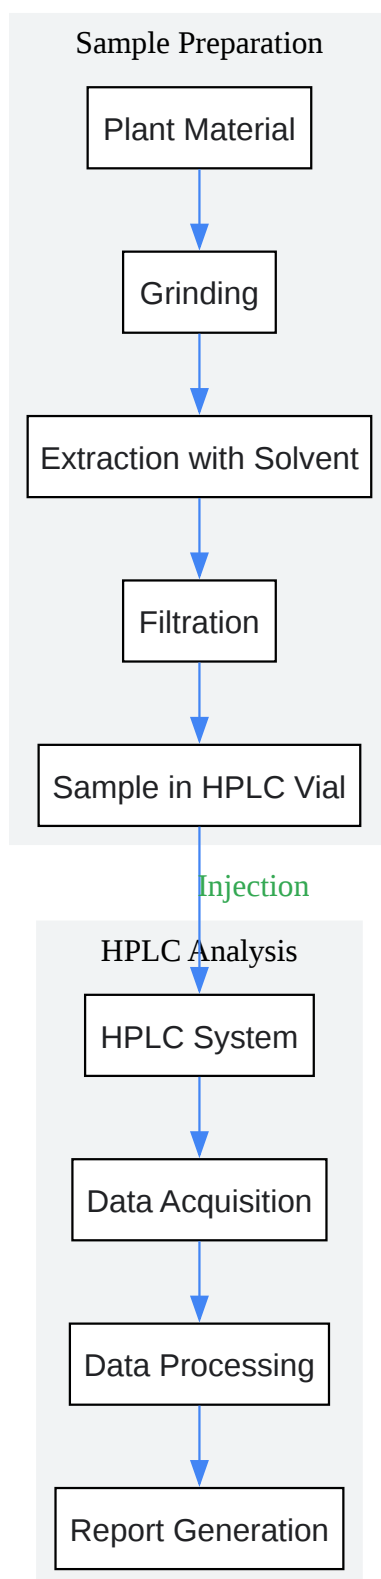 Sample Preparation
Plant Material
Grinding
Extraction with Solvent
Filtration
Sample in HPLC Vial
Injection
HPLC Analysis
HPLC System
Data Acquisition
Data Processing
Report Generation